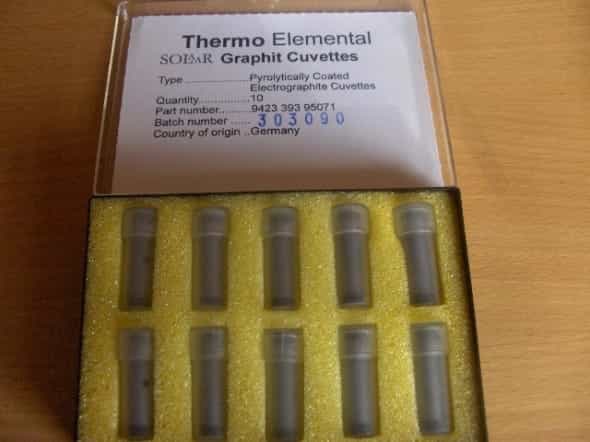 Thermo Elemental
SOLAAR Graphit Cuvettes
Type ....................Pyrolytically Coated
Electrographite Cuvettes
Quantity...............10
Part number..........9423 393 95071
Batch number ...... 303090
Country of origin ..Germany